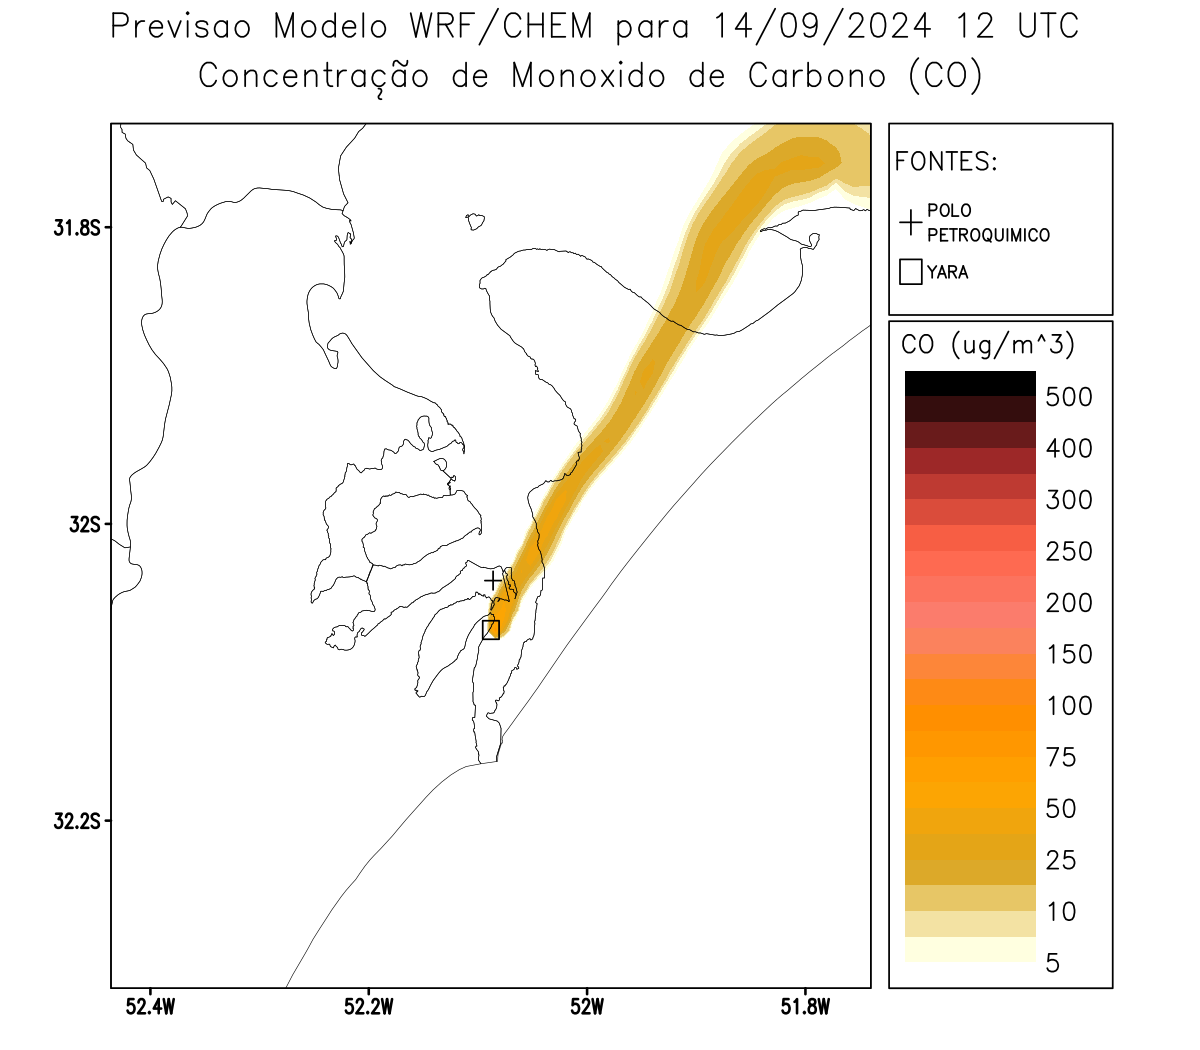 Previsao Modelo WRF/CHEM para 14/09/2024 12 UTC
Concentração de Monoxido de Carbono (CO)
FONTES:
POLO
PETROQUIMICO
YARA
CO (ug/m^3)
500
400
300
250
200
150
100
75
50
25
10
5
31.8S
32S
32.2S
52.4W
52.2W
52W
51.8W